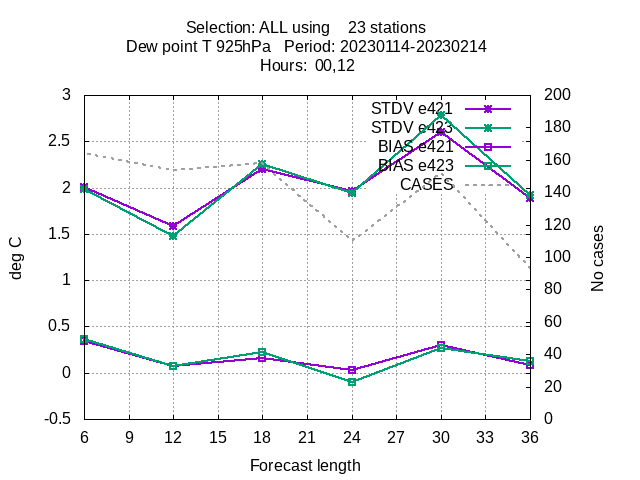 Selection: ALL using 23 stations
Dew point T 925hPa Period: 20230114-20230214
Hours: 00,12
3
2.5
2
1.5
1
0.5
0
-0.5
200
180
160
140
120
100
80
60
40
20
0
STDV e421
STDV e423
BIAS e421
BIAS e423
CASES
deg C
No cases
6 9 12 15 18 21 24 27 30 33 36
Forecast length